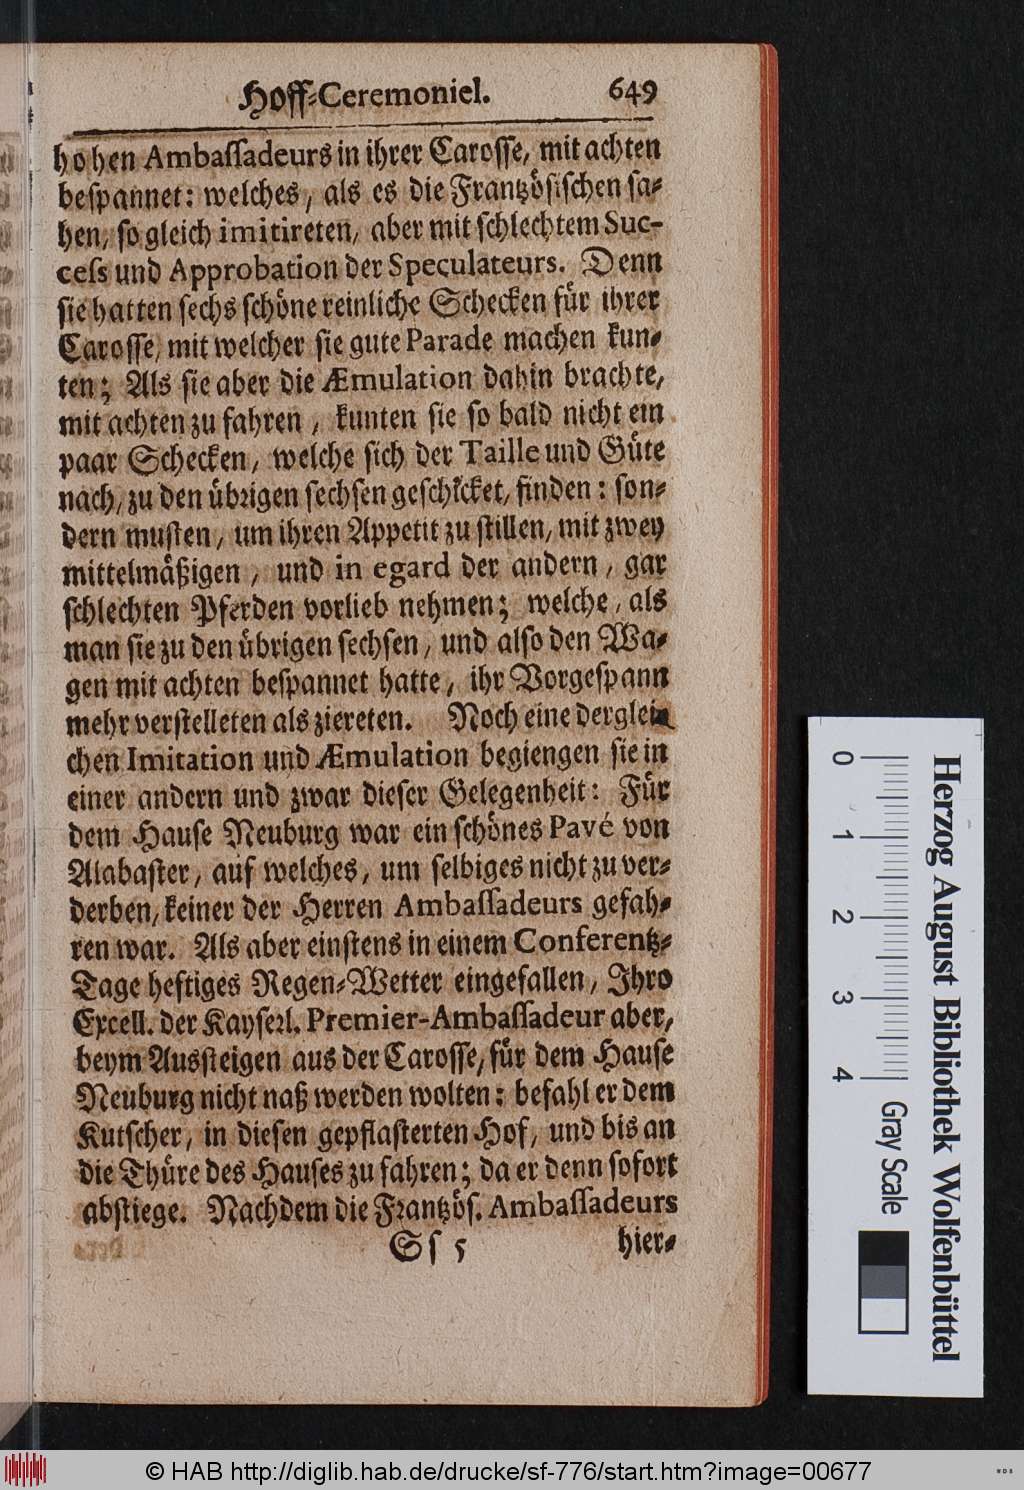 Hoff-Ceremoniel. 649
hohen Ambaſſadeurs in ihrer Caroſſe, mit achten
beſpannet: welches, als es die Frantzöſiſchen ſa-
hen, ſo gleich imitireten, aber mit ſchlechtem Suc-
ceſs und Approbation der Speculateurs. Denn
ſie hatten ſechs ſchöne reinliche Schecken für ihrer
Caroſſe, mit welcher ſie gute Parade machen kun-
ten; Als ſie aber die Æmulation dahin brachte,
mit achten zu fahren, kunten ſie ſo bald nicht ein
paar Schecken, welche ſich der Taille und Güte
nach, zu den übrigen ſechſen geſchicket, finden: ſon-
dern muſten, um ihren Appetit zu ſtillen, mit zwey
mittelmäßigen, und in egard der andern, gar
ſchlechten Pferden vorlieb nehmen; welche, als
man ſie zu den übrigen ſechſen, und alſo den Wa-
gen mit achten beſpannet hatte, ihr Vorgeſpann
mehr verſtelleten als ziereten. Noch eine derglei-
chen Imitation und Æmulation begiengen ſie in
einer andern und zwar dieſer Gelegenheit: Für
dem Hauſe Neuburg war ein ſchönes Pavé von
Alabaſter, auf welches, um ſelbiges nicht zu ver-
derben, keiner der Herren Ambaſſadeurs gefah-
ren war. Als aber einſtens in einem Conferentz-
Tage heftiges Regen-Wetter eingefallen, Ihro
Excell. der Kayſerl. Premier-Ambaſſadeur aber,
beym Ausſteigen aus der Caroſſe, für dem Hauſe
Neuburg nicht naß werden wolten: befahl er dem
Kutſcher, in dieſen gepflaſterten Hof, und bis an
die Thüre des Hauſes zu fahren; da er denn ſofort
abſtiege. Nachdem die Frantzöſ. Ambaſſadeurs
Sſ 5 hier-
0 1 2 3 4
Gray Scale
Herzog August Bibliothek Wolfenbüttel
© HAB http://diglib.hab.de/drucke/sf-776/start.htm?image=00677